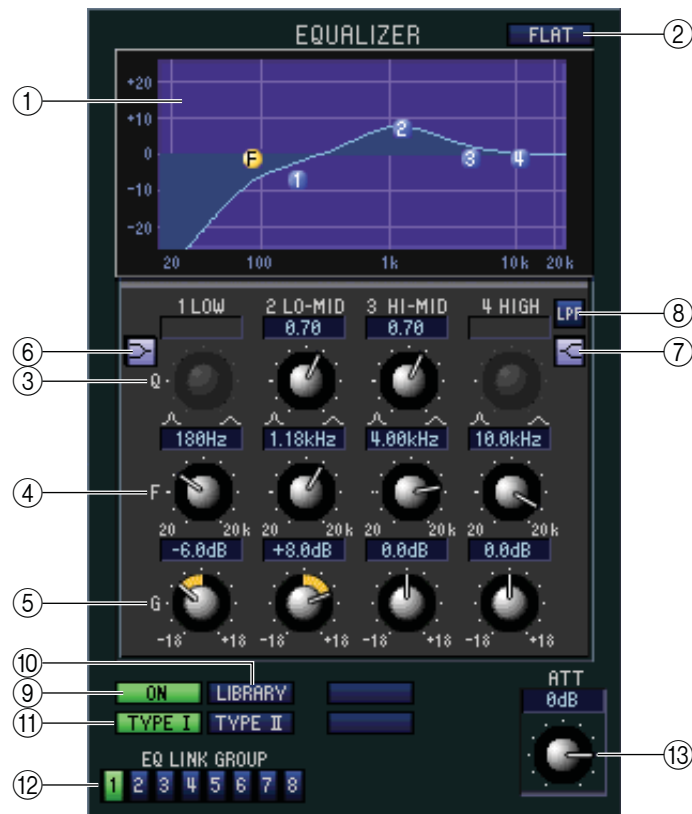 EQUALIZER FLAT ②
①
+20
+10
0
-10
-20
F 1 2 3 4
20 100 1k 10k 20k
1 LOW 2 LO-MID 3 HI-MID 4 HIGH LPF ⑧
0.70 0.70
⑥ ⑦
③ Q
180Hz 1.18kHz 4.00kHz 10.0kHz
④ F
20 20k 20 20k 20 20k 20 20k
-6.0dB +8.0dB 0.0dB 0.0dB
⑤ G
-18 +18 -18 +18 -18 +18 -18 +18
⑩
⑨ ON LIBRARY
ATT
0dB
⑪ TYPE I TYPE II
⑬
EQ LINK GROUP
⑫ 1 2 3 4 5 6 7 8